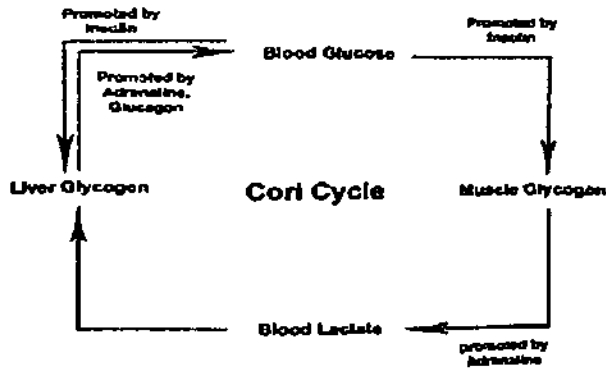 Promoted by
Insulin
Blood Glucose
Promoted by
Insulin
Promoted by
Adrenaline,
Glucagon
Liver Glycogen
Cori Cycle
Muscle Glycogen
Blood Lactate
promoted by
Adrenaline